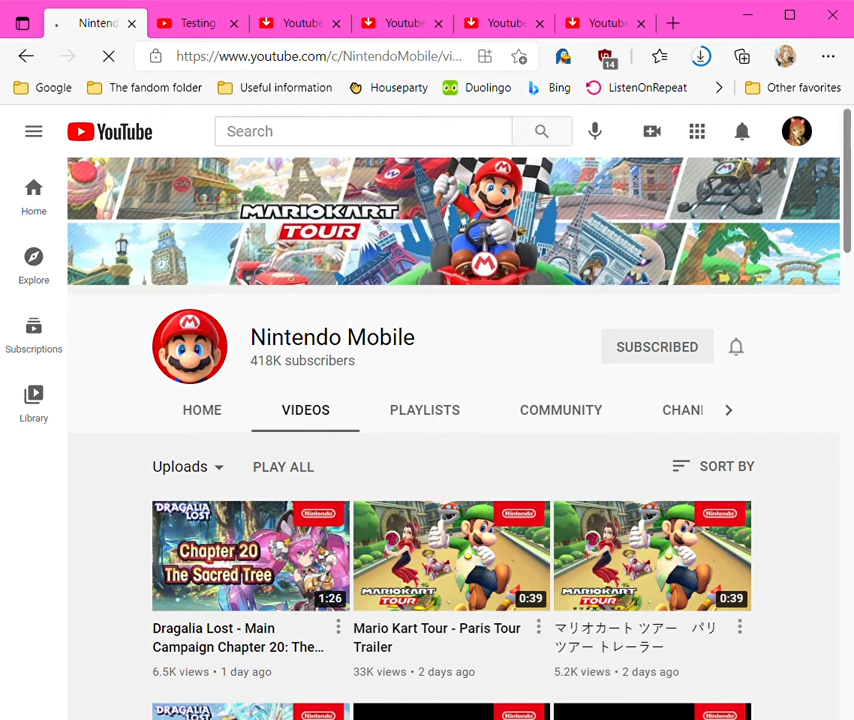 Nintend
Testing
Youtube
Youtube
Youtube
Youtube
https://www.youtube.com/c/NintendoMobile/vi...
14
Google
The fandom folder
Useful information
Houseparty
Duolingo
Bing
ListenOnRepeat
Other favorites
YouTube
Search
MARIOKART
TOUR
Home
Explore
Subscriptions
Library
Nintendo Mobile
418K subscribers
SUBSCRIBED
HOME
VIDEOS
PLAYLISTS
COMMUNITY
CHAN
Uploads
PLAY ALL
SORT BY
DRAGALIA
LOST
Nintendo
Chapter 20
The Sacred Tree
1:26
Nintendo
MARIOKART
TOUR
0:39
Nintendo
MARIOKART
TOUR
0:39
Dragalia Lost - Main
Campaign Chapter 20: The...
6.5K views • 1 day ago
Mario Kart Tour - Paris Tour
Trailer
33K views • 2 days ago
マリオカート ツアー パリ
ツアー トレーラー
5.2K views • 2 days ago
DRAGALIA
LOST
Nintendo
Nintendo
Nintendo